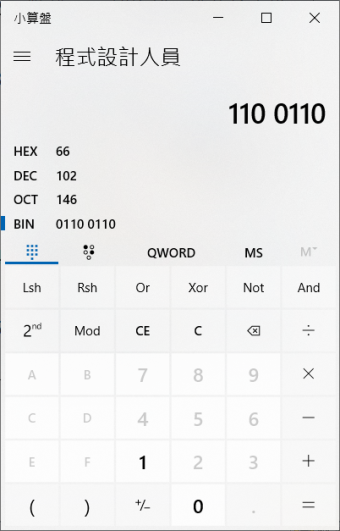 小算盤
程式設計人員
110 0110
HEX 66
DEC 102
OCT 146
BIN 0110 0110
QWORD MS M˅
Lsh Rsh Or Xor Not And
2ⁿᵈ Mod CE C ⌫ ÷
A B 7 8 9 ×
C D 4 5 6 −
E F 1 2 3 +
( ) +/− 0 . =